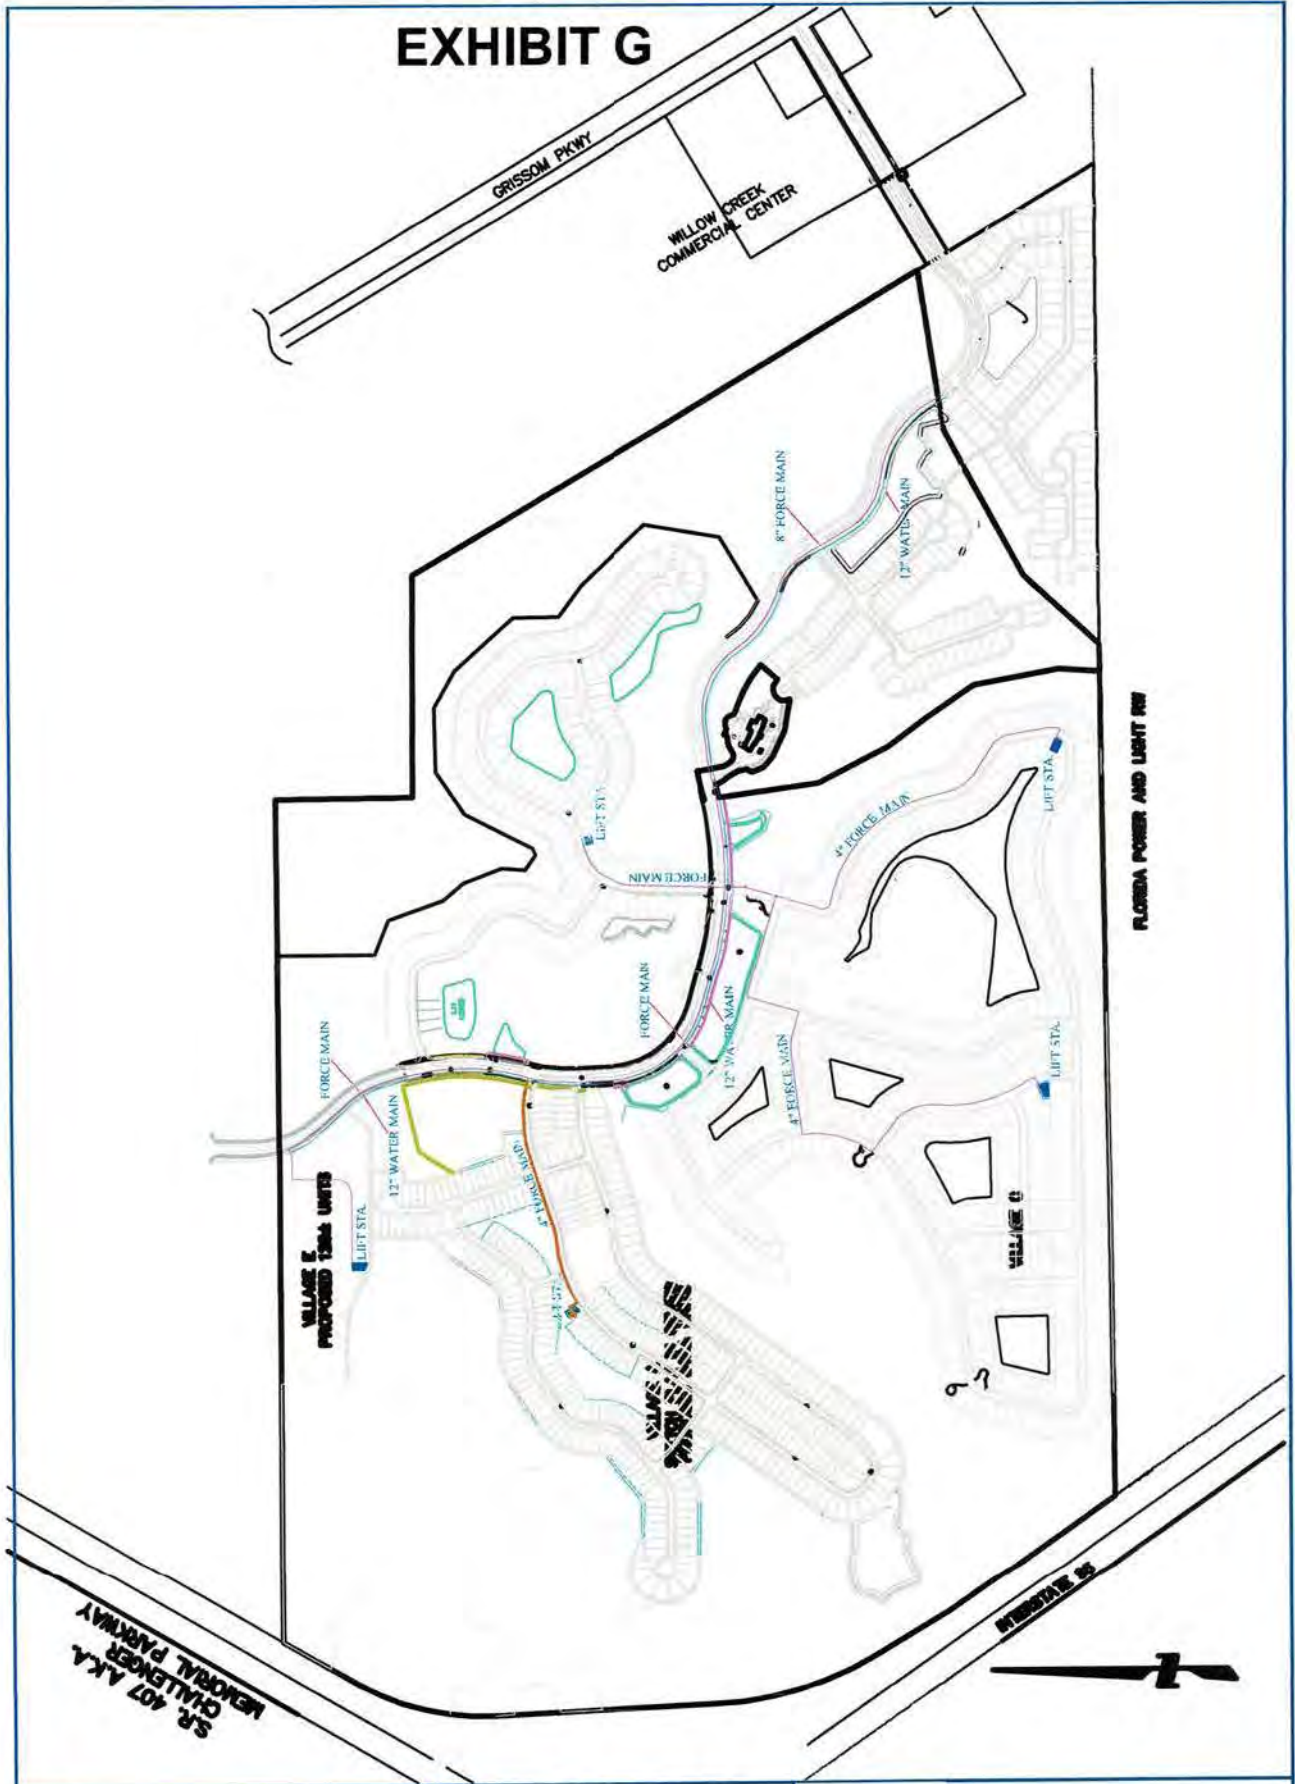 EXHIBIT G
GRISSOM PKWY
WILLOW CREEK
COMMERCIAL CENTER
8" FORCE MAIN
12" WATER MAIN
FLORIDA POWER AND LIGHT RW
LIFT STA.
4" FORCE MAIN
LIFT STA
FORCE MAIN
FORCE MAIN
12" WATER MAIN
4" FORCE MAIN
LIFT STA.
FORCE MAIN
12" WATER MAIN
4" FORCE MAIN
LIFT STA.
VILLAGE E
PROPOSED UNITS
VILLAGE
INTERSTATE 95
S.R. 407 A.K.A.
CHALLENGER
MEMORIAL PARKWAY
N